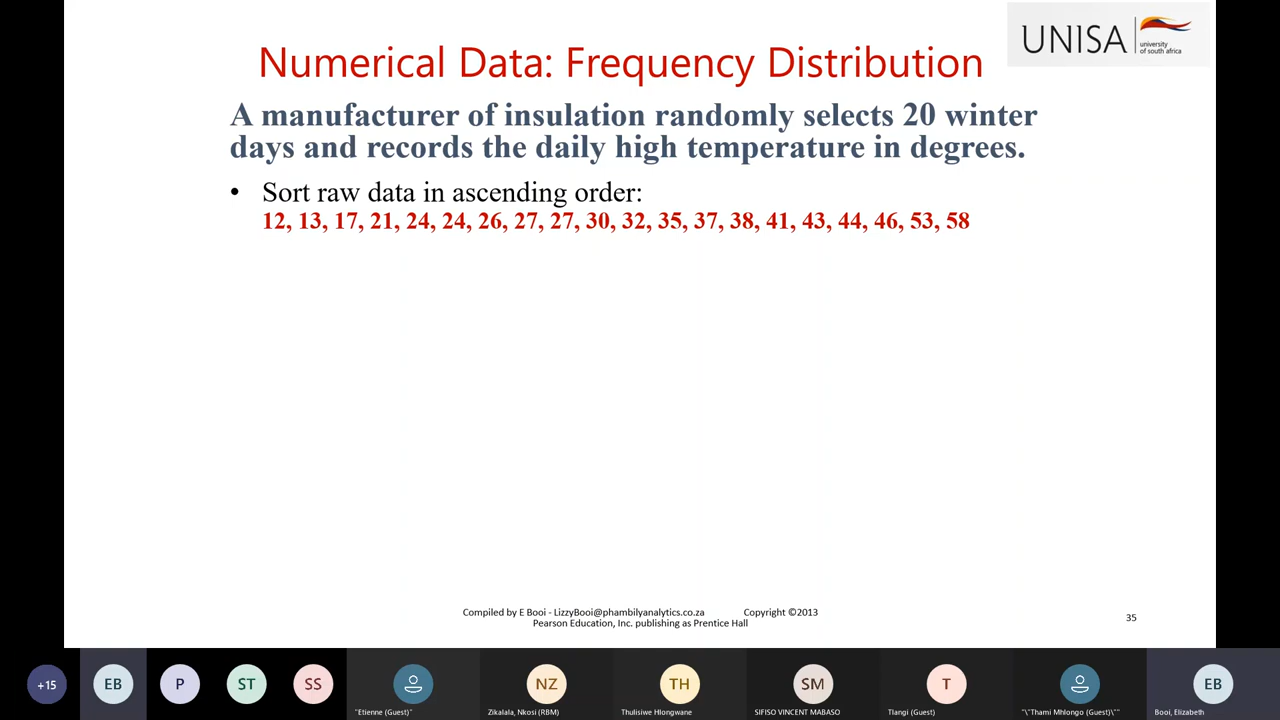 UNISA
university
of south africa
Numerical Data: Frequency Distribution
A manufacturer of insulation randomly selects 20 winter
days and records the daily high temperature in degrees.
• Sort raw data in ascending order:
12, 13, 17, 21, 24, 24, 26, 27, 27, 30, 32, 35, 37, 38, 41, 43, 44, 46, 53, 58
Compiled by E Booi - LizzyBooi@phambilyanalytics.co.za Copyright ©2013
Pearson Education, Inc. publishing as Prentice Hall
35
+15
EB
P
ST
SS
"Etienne (Guest)"
NZ
Zikalala, Nkosi (RBM)
TH
Thulisiwe Hlongwane
SM
SIFISO VINCENT MABASO
T
Tlangi (Guest)
"\"Thami Mhlongo (Guest)\""
EB
Booi, Elizabeth